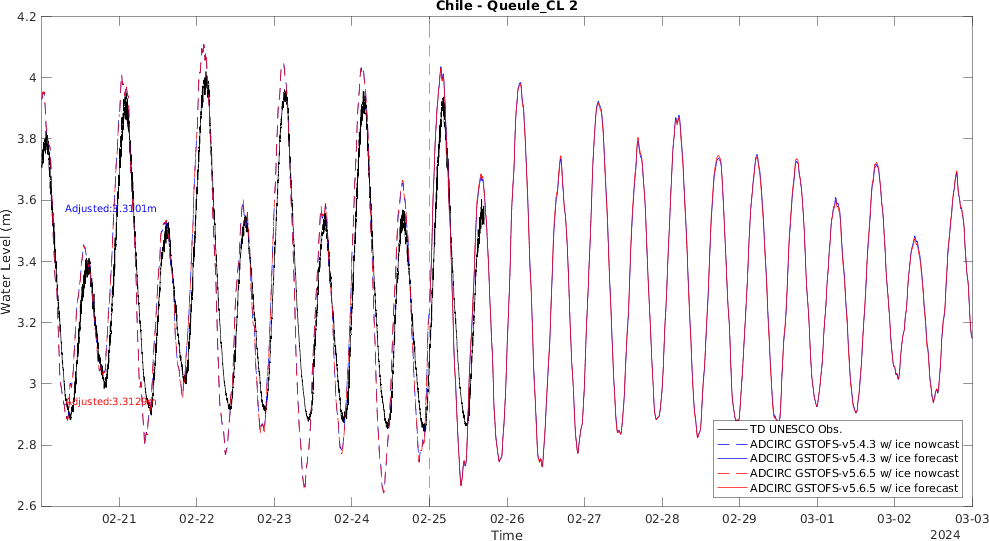 Chile - Queule_CL 2
4.2
4
3.8
3.6
3.4
3.2
3
2.8
2.6
Water Level (m)
Adjusted:3.3101m
Adjusted:3.3129m
TD UNESCO Obs.
ADCIRC GSTOFS-v5.4.3 w/ ice nowcast
ADCIRC GSTOFS-v5.4.3 w/ ice forecast
ADCIRC GSTOFS-v5.6.5 w/ ice nowcast
ADCIRC GSTOFS-v5.6.5 w/ ice forecast
02-21 02-22 02-23 02-24 02-25 02-26 02-27 02-28 02-29 03-01 03-02 03-03
Time
2024